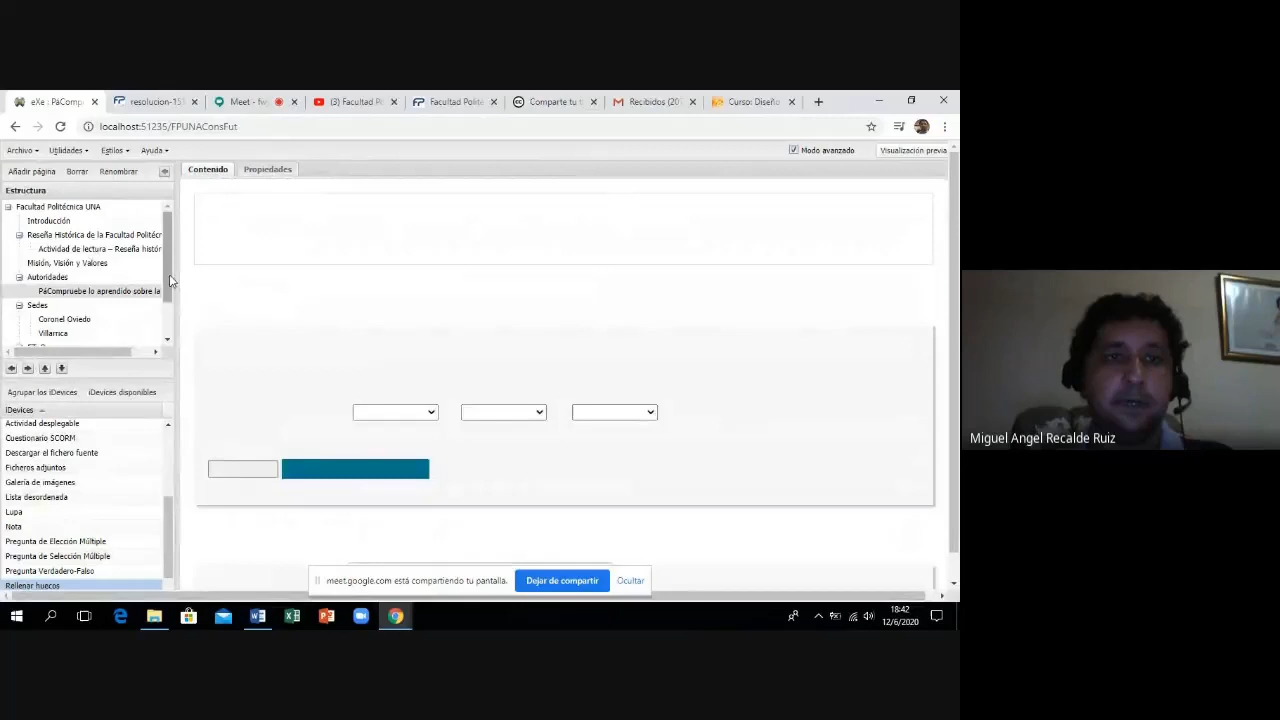 eXe : PáComp
resolucion-15
Meet - fw
(3) Facultad P
Facultad Polite
Comparte tu t
Recibidos (20
Curso: Diseño
localhost:51235/FPUNAConsFut
Archivo
Utilidades
Estilos
Ayuda
Modo avanzado
Visualización previa
Añadir página
Borrar
Renombrar
Contenido
Propiedades
Estructura
Facultad Politécnica UNA
Introducción
Reseña Histórica de la Facultad Politécr
Actividad de lectura – Reseña histór
Misión, Visión y Valores
Autoridades
PáCompruebe lo aprendido sobre la
Sedes
Coronel Oviedo
Villarrica
Agrupar los iDevices
iDevices disponibles
iDevices
Actividad desplegable
Cuestionario SCORM
Descargar el fichero fuente
Ficheros adjuntos
Galería de imágenes
Lista desordenada
Lupa
Nota
Pregunta de Elección Múltiple
Pregunta de Selección Múltiple
Pregunta Verdadero-Falso
Rellenar huecos
meet.google.com está compartiendo tu pantalla.
Dejar de compartir
Ocultar
18:42
12/6/2020
Miguel Angel Recalde Ruiz